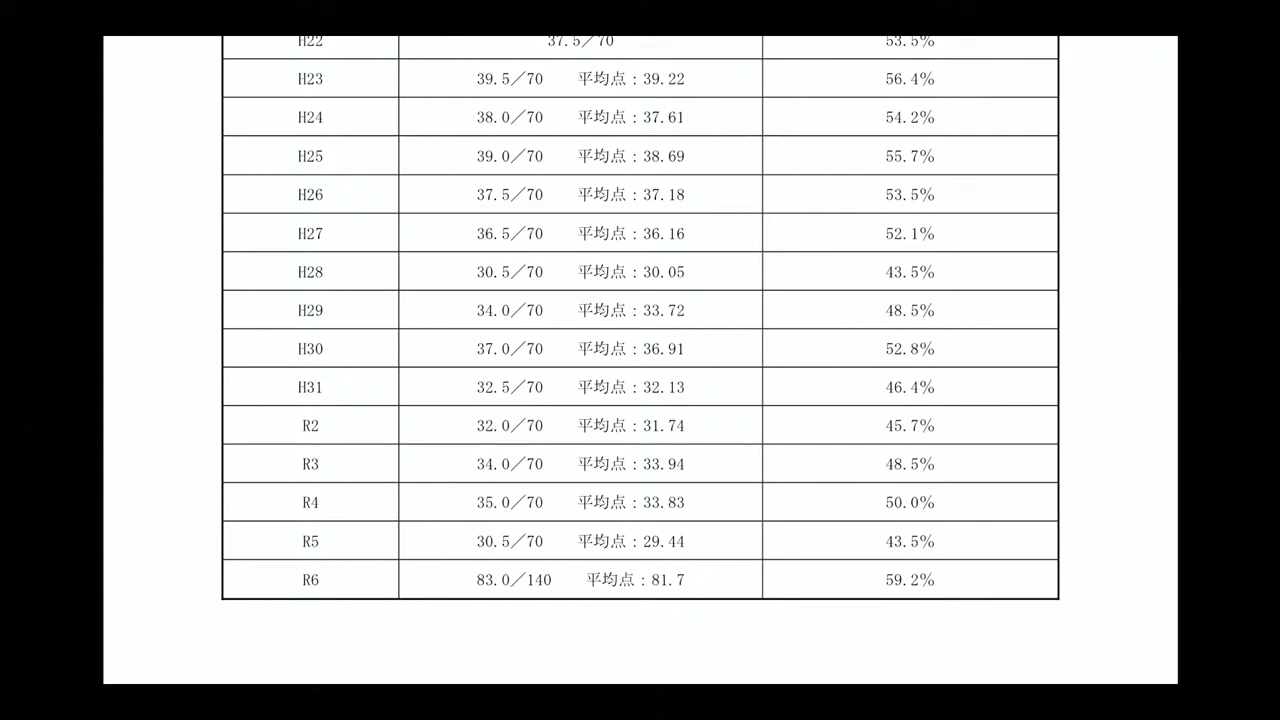 H22 37.5／70 53.5%
H23 39.5／70 平均点：39.22 56.4%
H24 38.0／70 平均点：37.61 54.2%
H25 39.0／70 平均点：38.69 55.7%
H26 37.5／70 平均点：37.18 53.5%
H27 36.5／70 平均点：36.16 52.1%
H28 30.5／70 平均点：30.05 43.5%
H29 34.0／70 平均点：33.72 48.5%
H30 37.0／70 平均点：36.91 52.8%
H31 32.5／70 平均点：32.13 46.4%
R2 32.0／70 平均点：31.74 45.7%
R3 34.0／70 平均点：33.94 48.5%
R4 35.0／70 平均点：33.83 50.0%
R5 30.5／70 平均点：29.44 43.5%
R6 83.0／140 平均点：81.7 59.2%